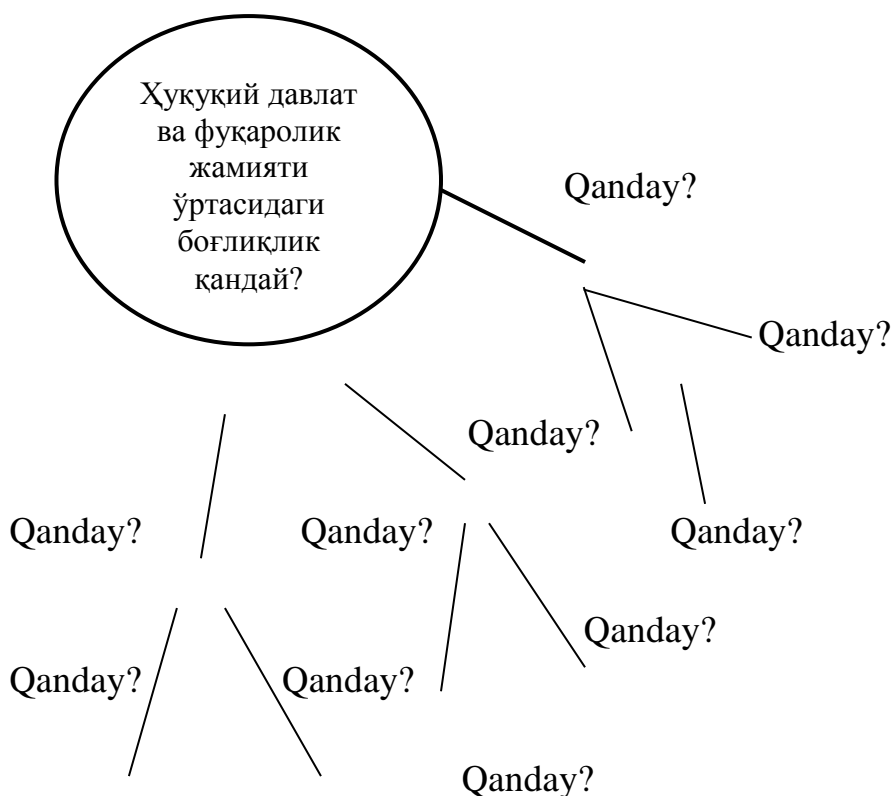 Ҳуқуқий давлат
ва фуқаролик
жамияти
ўртасидаги
боғлиқлик
қандай?
Qanday?
Qanday?
Qanday?
Qanday?
Qanday?
Qanday?
Qanday?
Qanday?
Qanday?
Qanday?